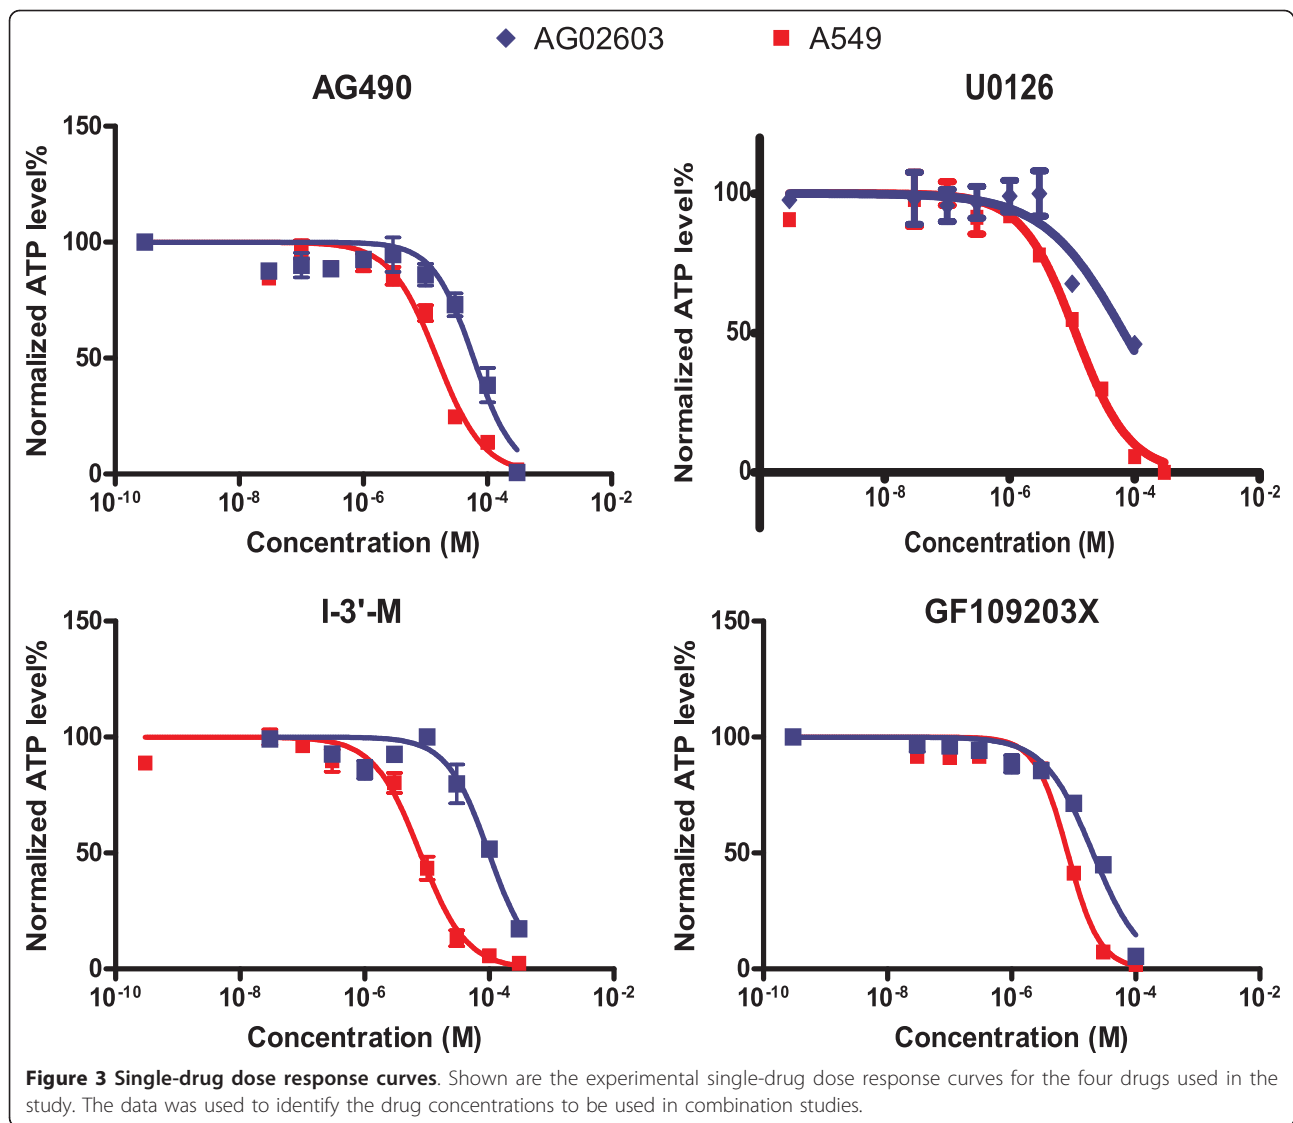 AG02603 A549
AG490
Normalized ATP level%
150
100
50
0
10-10 10-8 10-6 10-4 10-2
Concentration (M)
U0126
Normalized ATP level%
100
50
0
10-8 10-6 10-4 10-2
Concentration (M)
I-3'-M
Normalized ATP level%
150
100
50
0
10-10 10-8 10-6 10-4 10-2
Concentration (M)
GF109203X
Normalized ATP level%
150
100
50
0
10-10 10-8 10-6 10-4 10-2
Concentration (M)
Figure 3 Single-drug dose response curves. Shown are the experimental single-drug dose response curves for the four drugs used in the
study. The data was used to identify the drug concentrations to be used in combination studies.